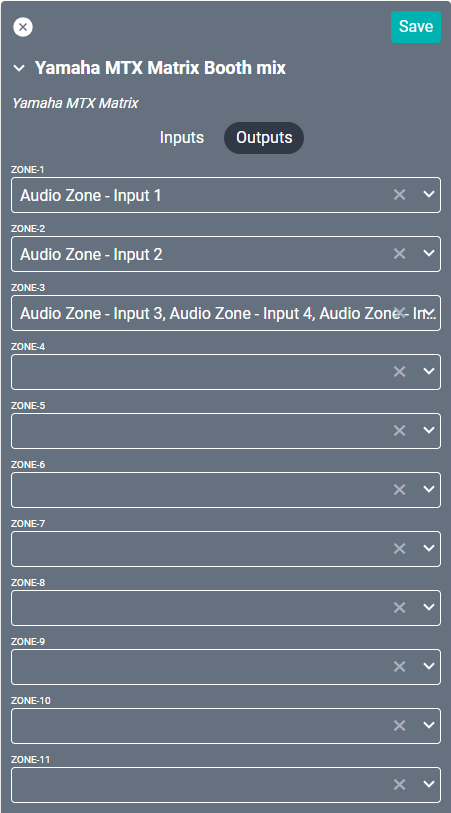 Save
Yamaha MTX Matrix Booth mix
Yamaha MTX Matrix
Inputs Outputs
ZONE-1
Audio Zone - Input 1
ZONE-2
Audio Zone - Input 2
ZONE-3
Audio Zone - Input 3, Audio Zone - Input 4, Audio Zone - In...
ZONE-4
ZONE-5
ZONE-6
ZONE-7
ZONE-8
ZONE-9
ZONE-10
ZONE-11